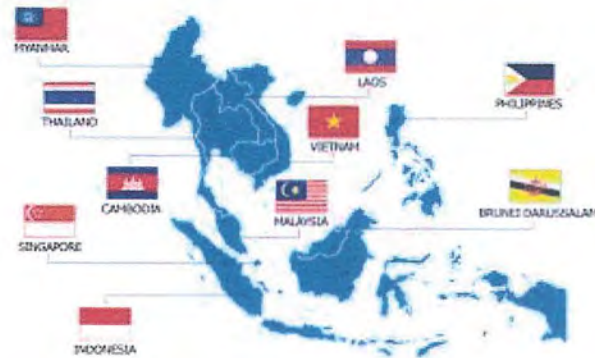 MYANMAR
LAOS
PHILIPPINES
THAILAND
VIETNAM
CAMBODIA
MALAYSIA
BRUNEI DARUSSALAM
SINGAPORE
INDONESIA